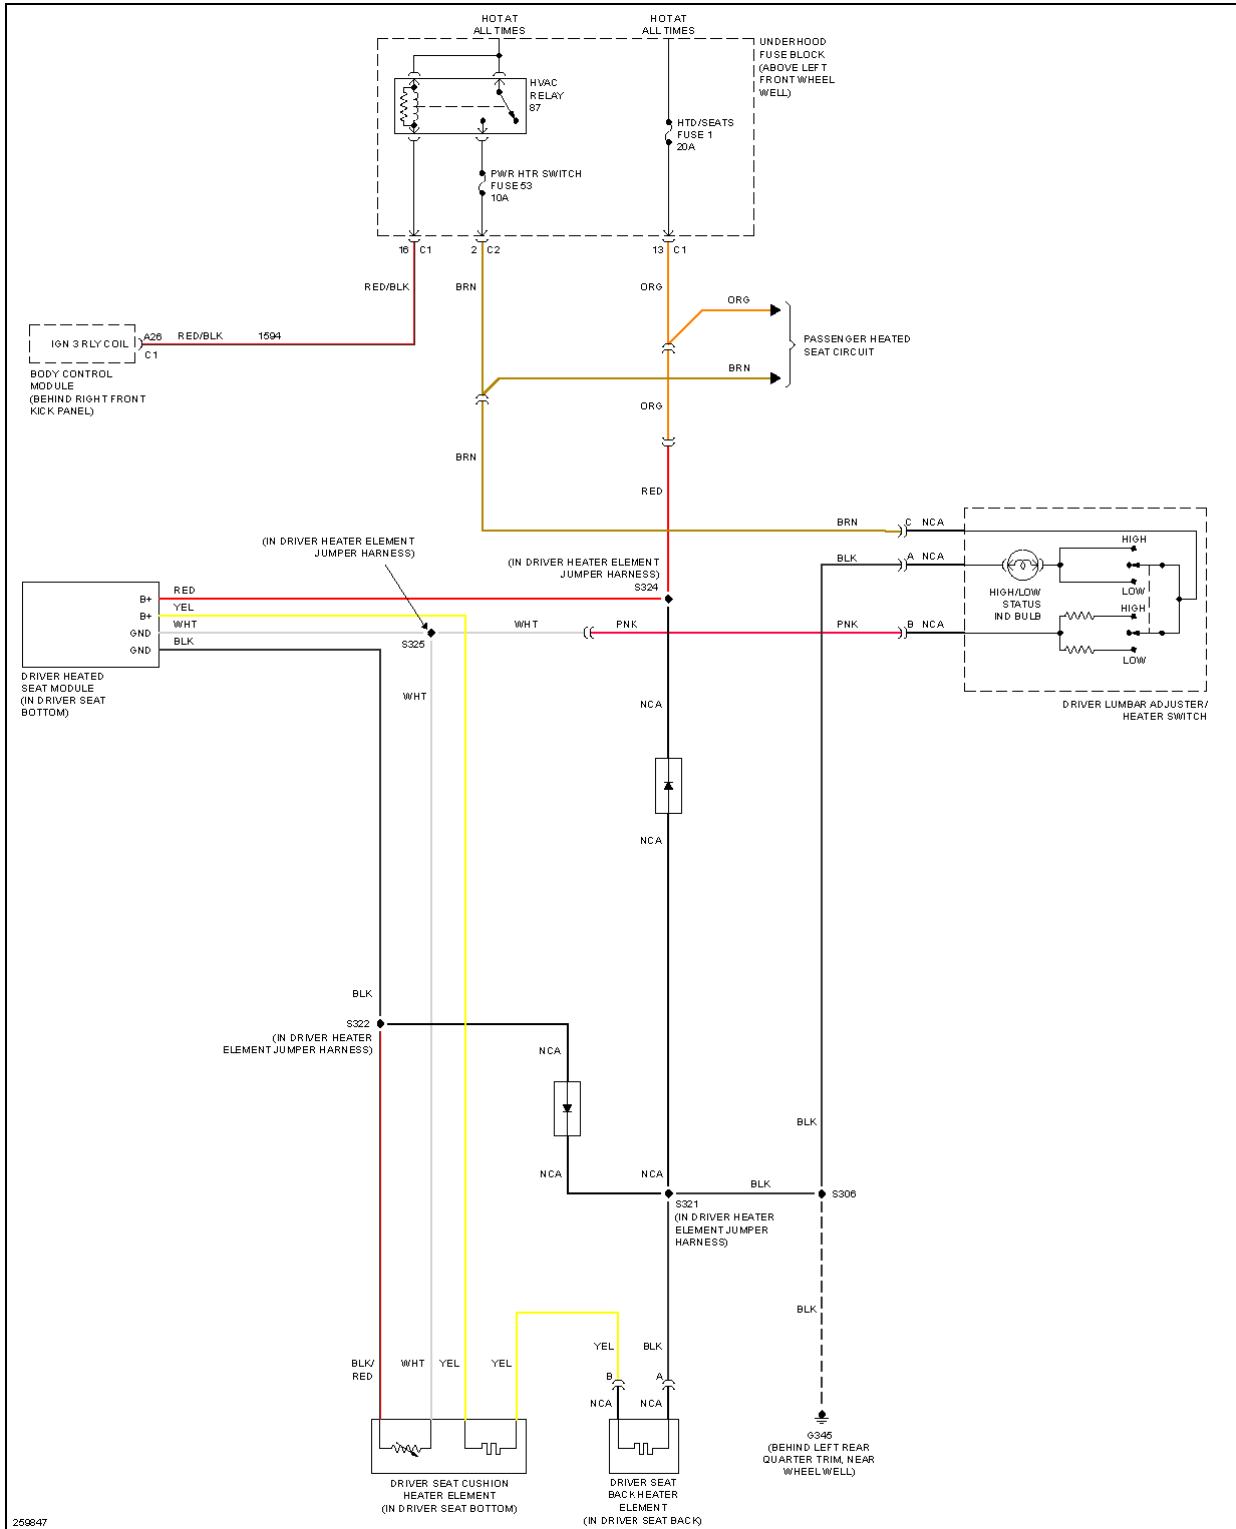 HOT AT
ALL TIMES
HOT AT
ALL TIMES
UNDERHOOD
FUSE BLOCK
(ABOVE LEFT
FRONT WHEEL
WELL)
HVAC
RELAY
87
HTD/SEATS
FUSE 1
20A
PWR HTR SWITCH
FUSE 53
10A
16 C1
2 C2
13 C1
RED/BLK
BRN
ORG
ORG
IGN 3 RLY COIL
A26
C1
RED/BLK
1594
PASSENGER HEATED
SEAT CIRCUIT
BODY CONTROL
MODULE
(BEHIND RIGHT FRONT
KICK PANEL)
BRN
ORG
BRN
RED
BRN
C NCA
(IN DRIVER HEATER ELEMENT
JUMPER HARNESS)
(IN DRIVER HEATER ELEMENT
JUMPER HARNESS)
S324
BLK
A NCA
HIGH
LOW
HIGH/LOW
STATUS
IND BULB
HIGH
LOW
B+
RED
B+
YEL
GND
WHT
GND
BLK
S325
WHT
PNK
PNK
B NCA
DRIVER HEATED
SEAT MODULE
(IN DRIVER SEAT
BOTTOM)
WHT
NCA
DRIVER LUMBAR ADJUSTER/
HEATER SWITCH
NCA
BLK
S322
(IN DRIVER HEATER
ELEMENT JUMPER HARNESS)
NCA
NCA
NCA
BLK
BLK
S321
(IN DRIVER HEATER
ELEMENT JUMPER
HARNESS)
S306
BLK
BLK/
RED
WHT
YEL
YEL
YEL
BLK
B
A
NCA
NCA
G345
(BEHIND LEFT REAR
QUARTER TRIM, NEAR
WHEEL WELL)
DRIVER SEAT CUSHION
HEATER ELEMENT
(IN DRIVER SEAT BOTTOM)
DRIVER SEAT
BACK HEATER
ELEMENT
(IN DRIVER SEAT BACK)
259847